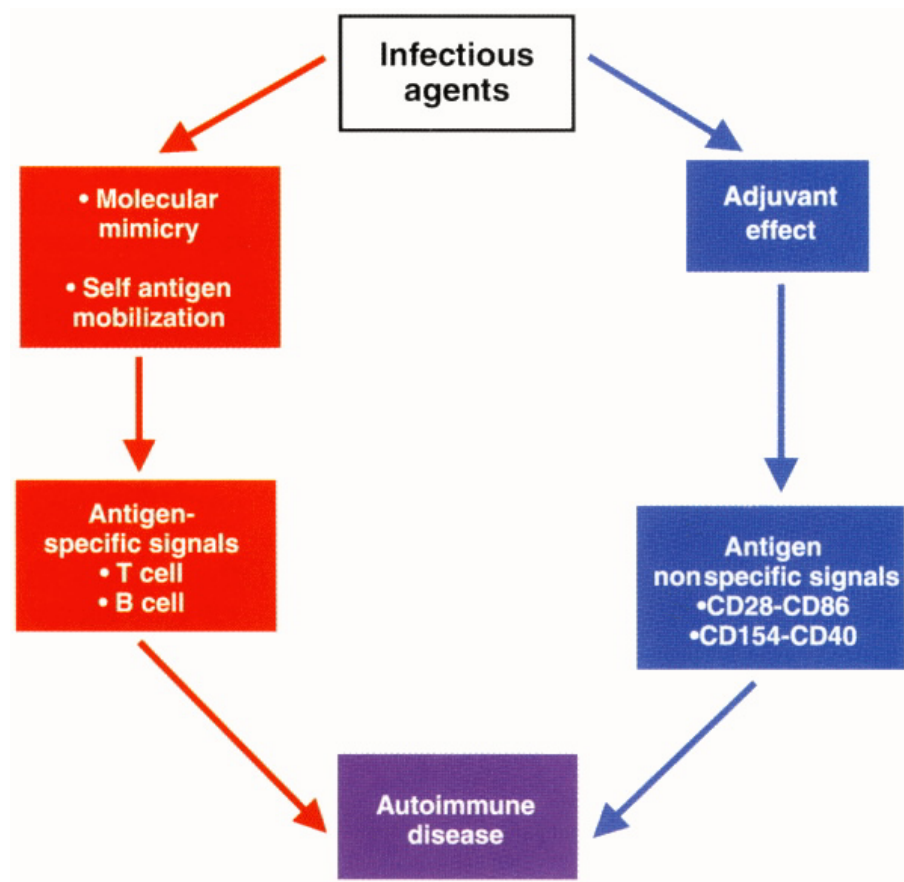 Infectious
agents
• Molecular
mimicry
• Self antigen
mobilization
Adjuvant
effect
Antigen-
specific signals
• T cell
• B cell
Antigen
nonspecific signals
•CD28-CD86
•CD154-CD40
Autoimmune
disease